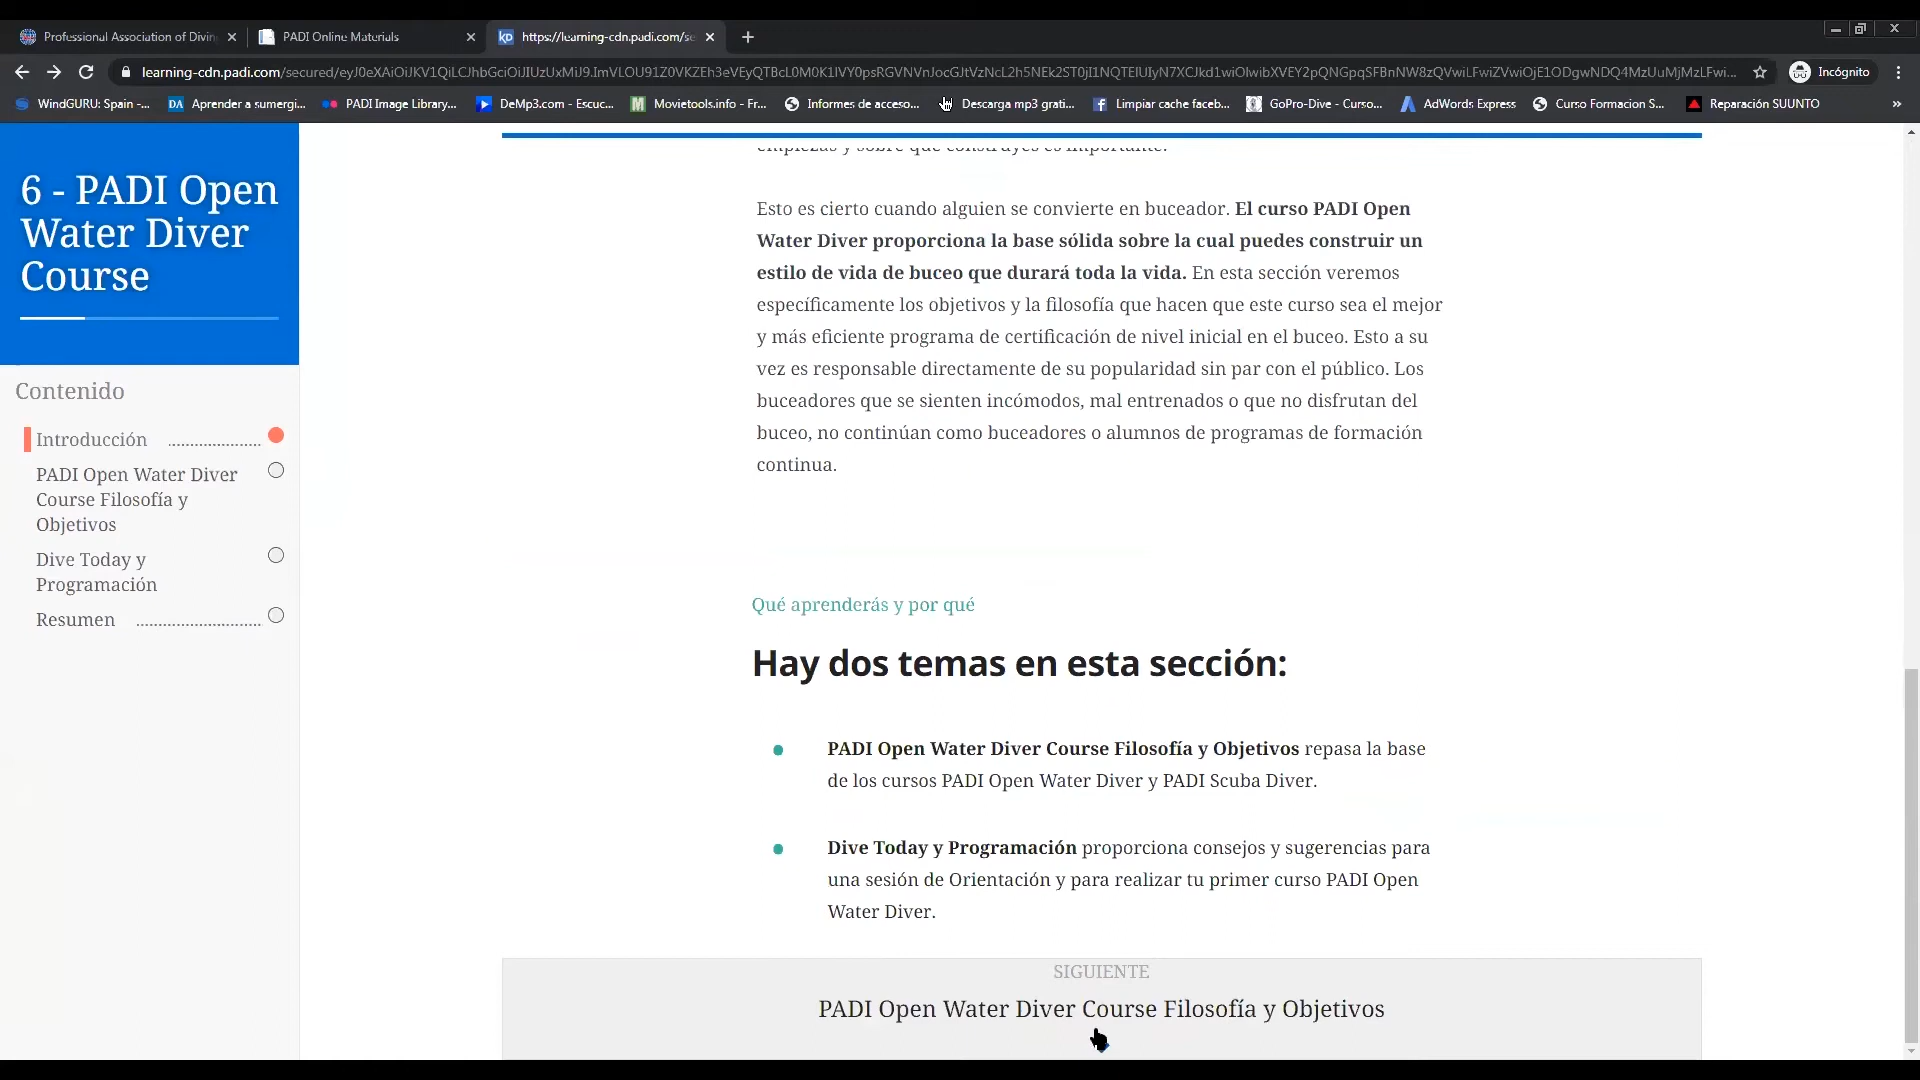 Professional Association of Divin
PADI Online Materials
https://learning-cdn.padi.com/se
Incógnito
WindGURU: Spain -...
DA Aprender a sumergi...
PADI Image Library...
DeMp3.com - Escuc...
M Movietools.info - Fr...
Informes de acceso...
Descarga mp3 grati...
Limpiar cache faceb...
GoPro-Dive - Curso...
AdWords Express
Curso Formacion S...
Reparación SUUNTO
»
6 - PADI Open
Water Diver
Course
Contenido
Introducción
PADI Open Water Diver
Course Filosofía y
Objetivos
Dive Today y
Programación
Resumen
empiezas y sobre qué construyes es importante.
Esto es cierto cuando alguien se convierte en buceador. El curso PADI Open
Water Diver proporciona la base sólida sobre la cual puedes construir un
estilo de vida de buceo que durará toda la vida. En esta sección veremos
específicamente los objetivos y la filosofía que hacen que este curso sea el mejor
y más eficiente programa de certificación de nivel inicial en el buceo. Esto a su
vez es responsable directamente de su popularidad sin par con el público. Los
buceadores que se sienten incómodos, mal entrenados o que no disfrutan del
buceo, no continúan como buceadores o alumnos de programas de formación
continua.
Qué aprenderás y por qué
Hay dos temas en esta sección:
PADI Open Water Diver Course Filosofía y Objetivos repasa la base
de los cursos PADI Open Water Diver y PADI Scuba Diver.
Dive Today y Programación proporciona consejos y sugerencias para
una sesión de Orientación y para realizar tu primer curso PADI Open
Water Diver.
SIGUIENTE
PADI Open Water Diver Course Filosofía y Objetivos